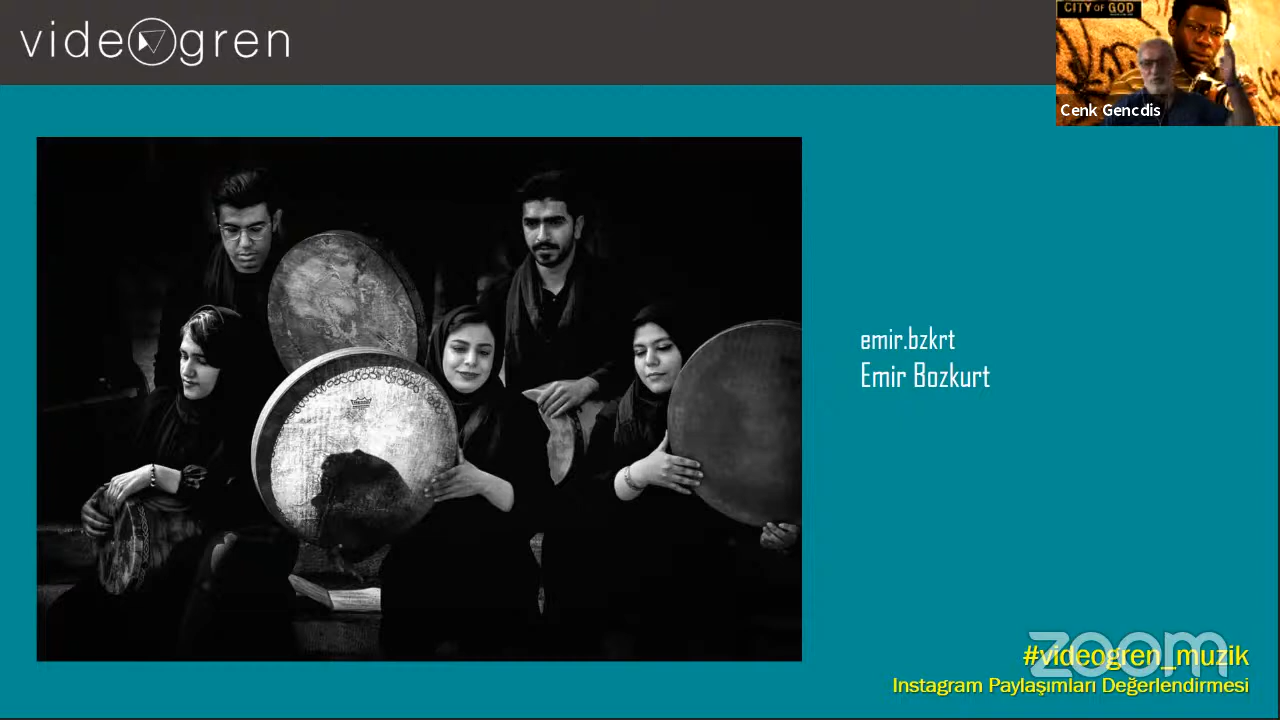 videogren
CITY OF GOD
Cenk Gencdis
emir.bzkrt
Emir Bozkurt
zoom
#videogren_muzik
Instagram Paylaşımları Değerlendirmesi